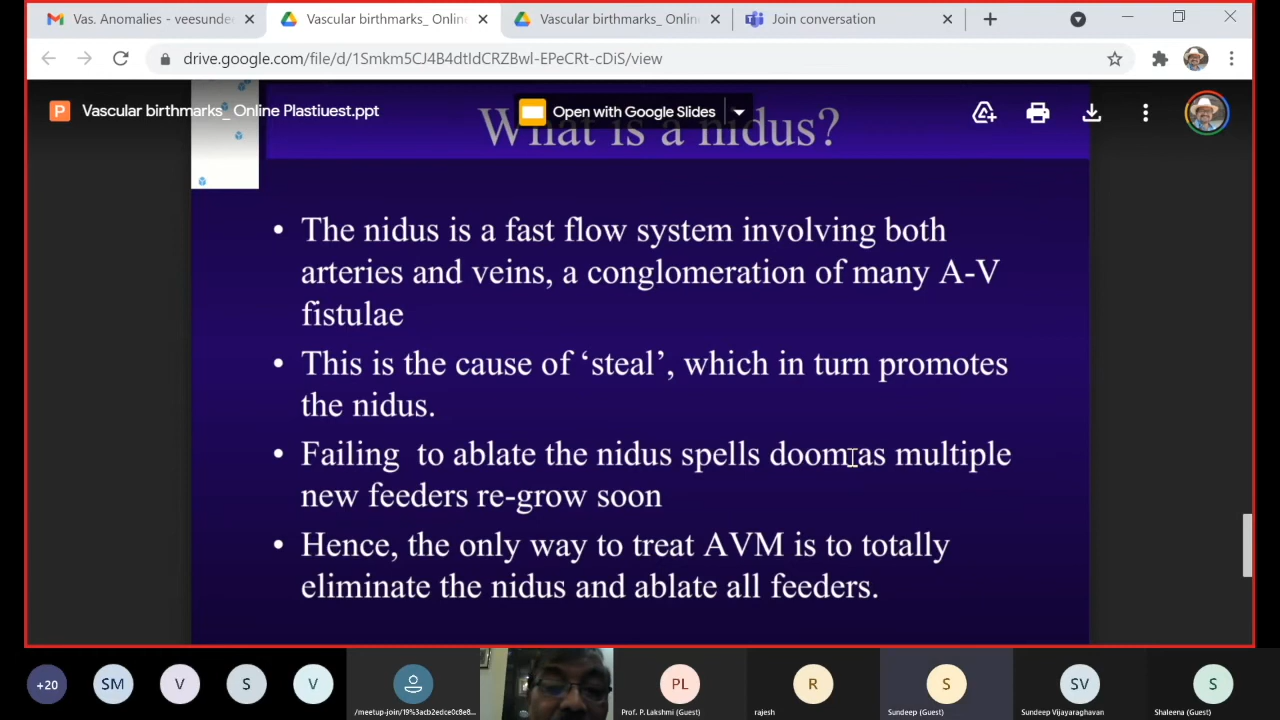 Vas. Anomalies - veesunde
Vascular birthmarks_ Onlin
Vascular birthmarks_ Onlin
Join conversation
drive.google.com/file/d/1Smkm5CJ4B4dtIdCRZBwl-EPeCRt-cDiS/view
Vascular birthmarks_ Online Plastiuest.ppt
Open with Google Slides
What is a nidus?
• The nidus is a fast flow system involving both
arteries and veins, a conglomeration of many A-V
fistulae
• This is the cause of ‘steal’, which in turn promotes
the nidus.
• Failing to ablate the nidus spells doom as multiple
new feeders re-grow soon
• Hence, the only way to treat AVM is to totally
eliminate the nidus and ablate all feeders.
+20
SM
V
S
V
/meetup-join/19%3acb2edce0c8e8...
PL
Prof. P. Lakshmi (Guest)
R
rajesh
S
Sundeep (Guest)
SV
Sundeep Vijayaraghavan
S
Shaleena (Guest)